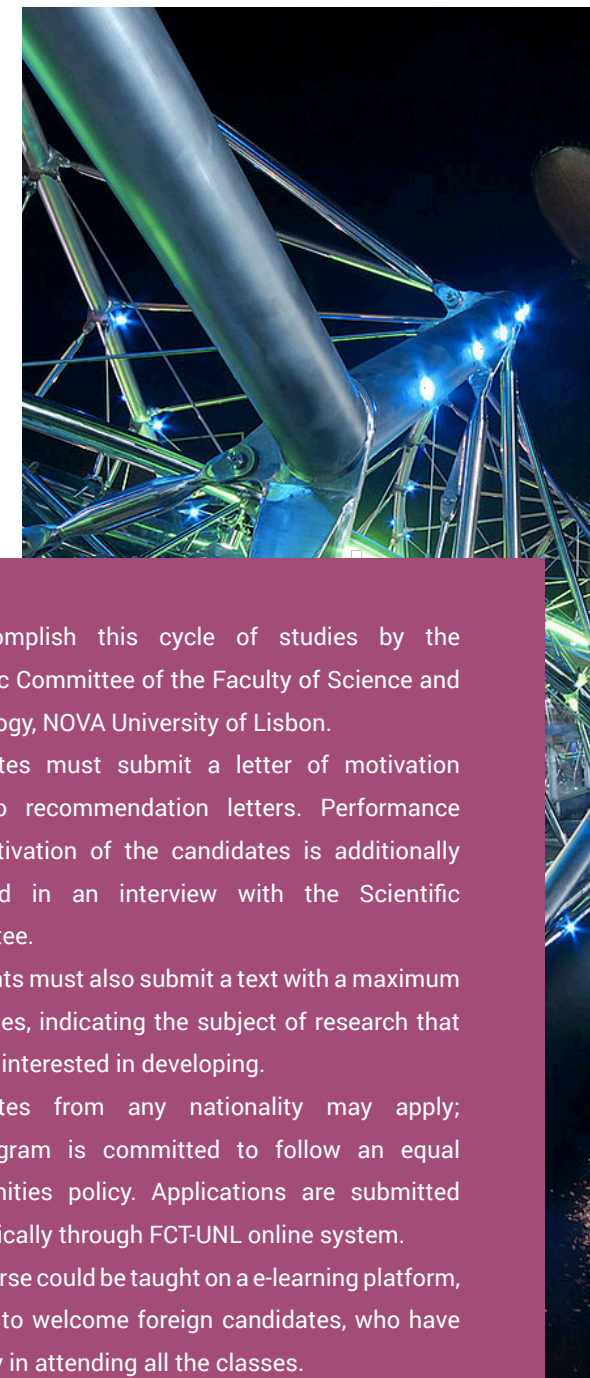 omplish this cycle of studies by the
c Committee of the Faculty of Science and
ogy, NOVA University of Lisbon.
tes must submit a letter of motivation
o recommendation letters. Performance
tivation of the candidates is additionally
d in an interview with the Scientific
tee.
nts must also submit a text with a maximum
es, indicating the subject of research that
interested in developing.
tes from any nationality may apply;
gram is committed to follow an equal
nities policy. Applications are submitted
ically through FCT-UNL online system.
rse could be taught on a e-learning platform,
to welcome foreign candidates, who have
y in attending all the classes.